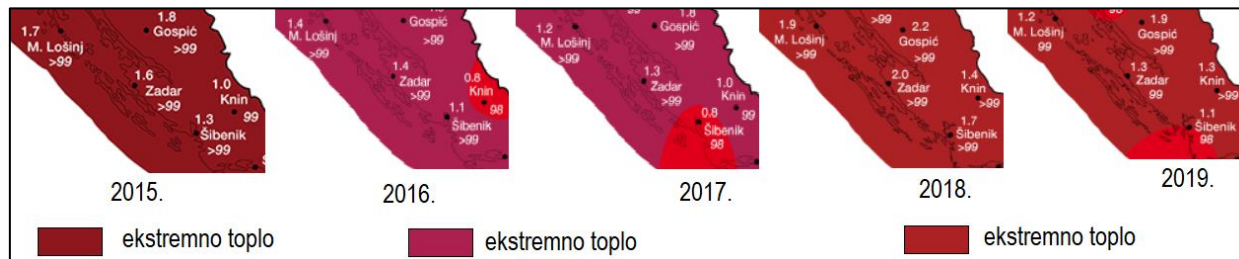 1.8
Gospić
>99
1.7
M. Lošinj
>99
1.6
Zadar
>99
1.0
Knin
99
1.3
Šibenik
>99
2015.
1.4
M. Lošinj
>99
Gospić
>99
1.4
Zadar
>99
0.8
Knin
98
1.1
Šibenik
>99
2016.
99
1.8
Gospić
>99
1.2
M. Lošinj
>99
1.3
Zadar
>99
1.0
Knin
>99
0.8
Šibenik
98
2017.
>99
2.2
Gospić
>99
1.9
M. Lošinj
>99
2.0
Zadar
>99
1.4
Knin
>99
1.7
Šibenik
>99
2018.
98
1.9
Gospić
>99
1.2
M. Lošinj
99
1.3
Zadar
>99
1.3
Knin
>99
1.1
Šibenik
98
2019.
ekstremno toplo
ekstremno toplo
ekstremno toplo